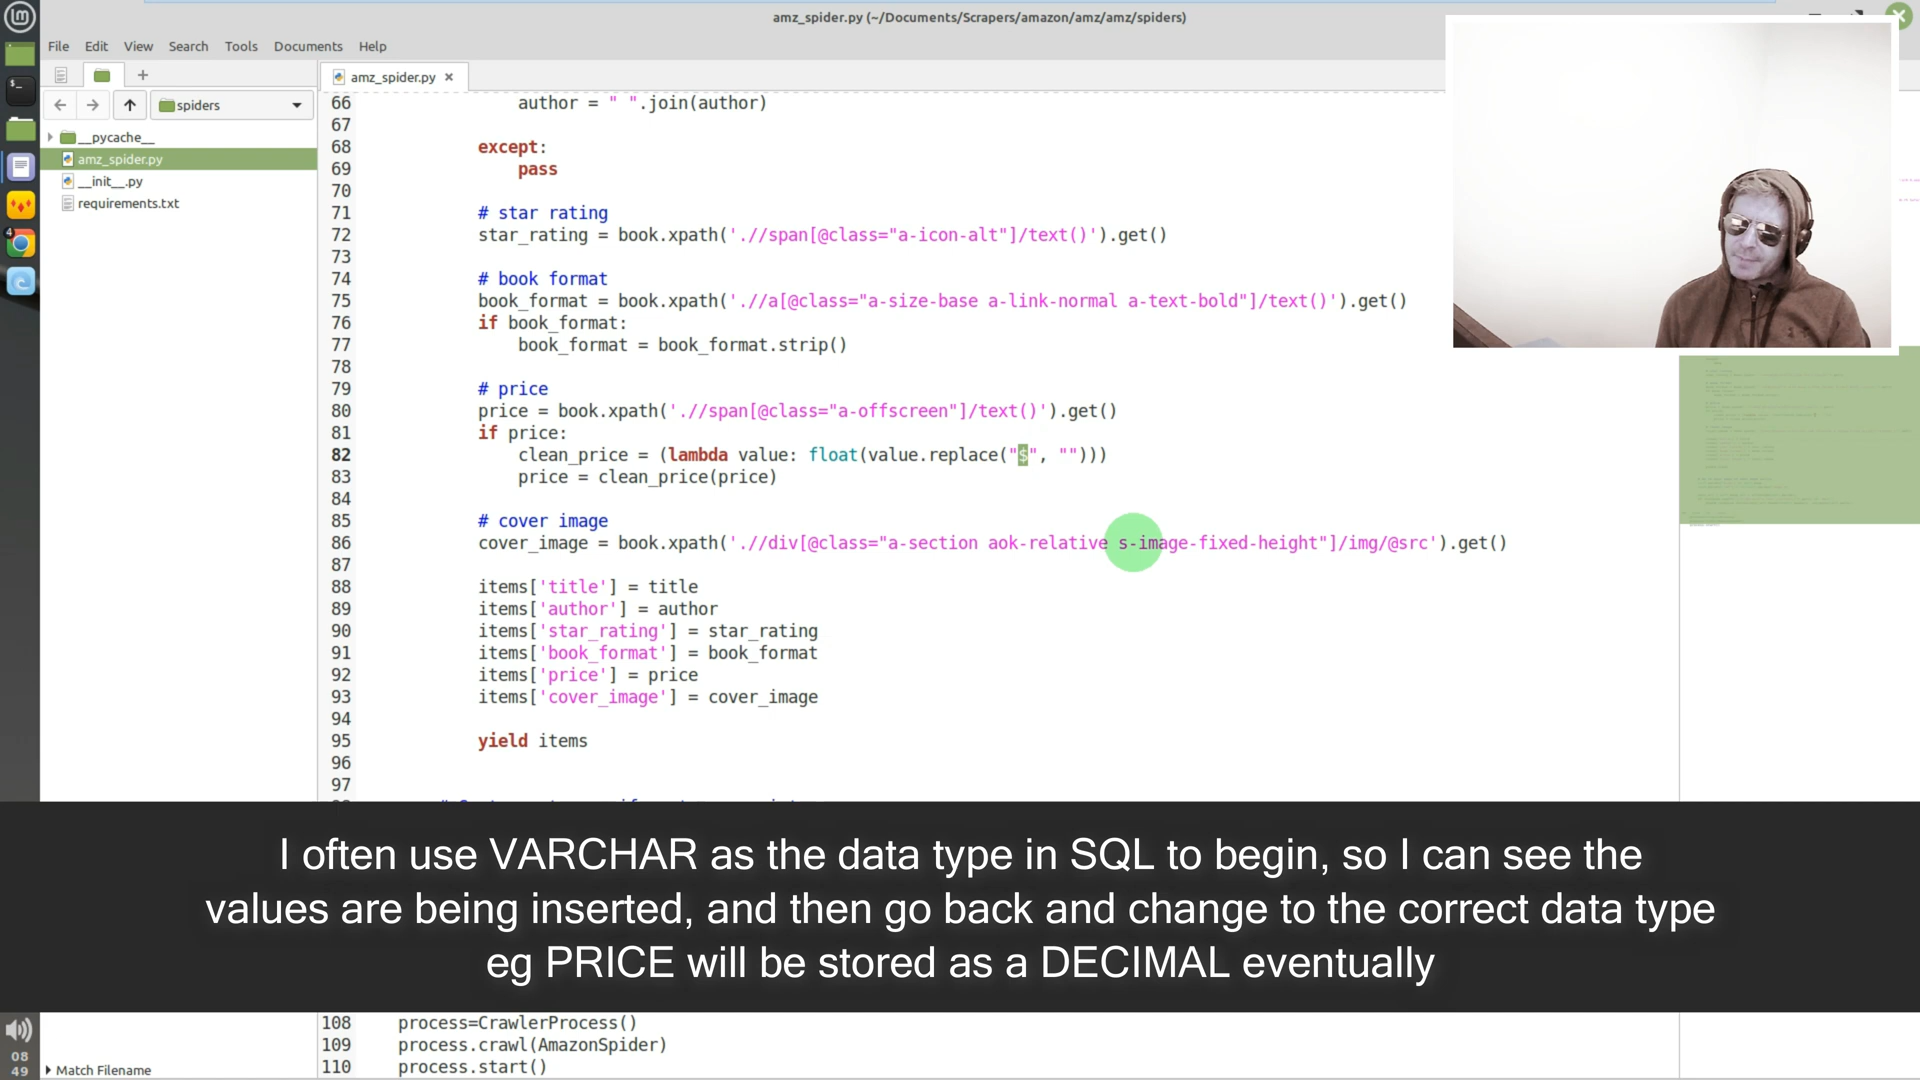 amz_spider.py (~/Documents/Scrapers/amazon/amz/amz/spiders)
File Edit View Search Tools Documents Help
amz_spider.py
spiders
__pycache__
amz_spider.py
__init__.py
requirements.txt
66 author = " ".join(author)
67
68 except:
69 pass
70
71 # star rating
72 star_rating = book.xpath('.//span[@class="a-icon-alt"]/text()').get()
73
74 # book format
75 book_format = book.xpath('.//a[@class="a-size-base a-link-normal a-text-bold"]/text()').get()
76 if book_format:
77 book_format = book_format.strip()
78
79 # price
80 price = book.xpath('.//span[@class="a-offscreen"]/text()').get()
81 if price:
82 clean_price = (lambda value: float(value.replace("$", "")))
83 price = clean_price(price)
84
85 # cover image
86 cover_image = book.xpath('.//div[@class="a-section aok-relative s-image-fixed-height"]/img/@src').get()
87
88 items['title'] = title
89 items['author'] = author
90 items['star_rating'] = star_rating
91 items['book_format'] = book_format
92 items['price'] = price
93 items['cover_image'] = cover_image
94
95 yield items
96
97
I often use VARCHAR as the data type in SQL to begin, so I can see the
values are being inserted, and then go back and change to the correct data type
eg PRICE will be stored as a DECIMAL eventually
108 process=CrawlerProcess()
109 process.crawl(AmazonSpider)
110 process.start()
Match Filename
4
08
49